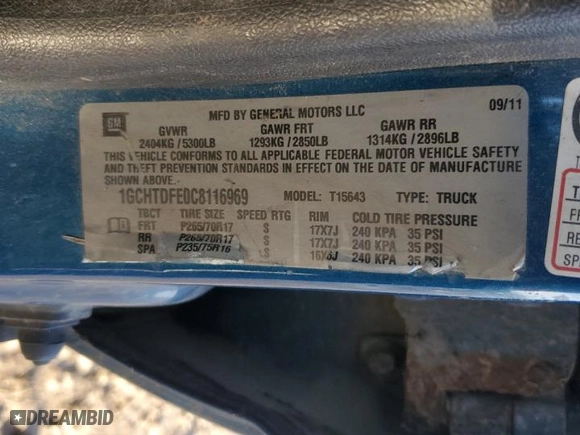 GM
MFD BY GENERAL MOTORS LLC 09/11
GVWR GAWR FRT GAWR RR
2404KG / 5300LB 1293KG / 2850LB 1314KG / 2896LB
THIS VEHICLE CONFORMS TO ALL APPLICABLE FEDERAL MOTOR VEHICLE SAFETY
AND THEFT PREVENTION STANDARDS IN EFFECT ON THE DATE OF MANUFACTURE
SHOWN ABOVE.
1GCHTDFE0C8116969 MODEL: T15643 TYPE: TRUCK
TBCT TIRE SIZE SPEED RTG RIM COLD TIRE PRESSURE
FRT P265/70R17 S 17X7J 240 KPA 35 PSI
RR P265/70R17 S 17X7J 240 KPA 35 PSI
SPA P235/75R16 S 16X6J 240 KPA 35 PSI
RE
SP
DREAMBID